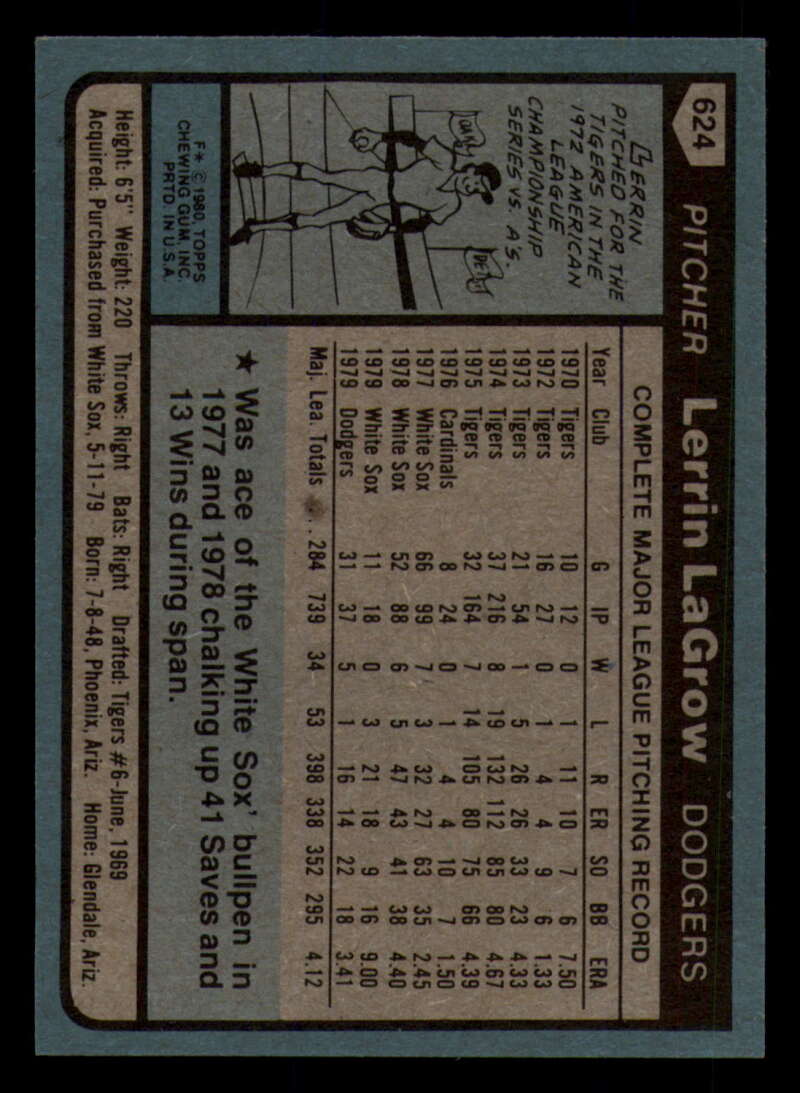 624 PITCHER Lerrin LaGrow DODGERS
LERRIN
PITCHED FOR THE
TIGERS IN THE
1972 AMERICAN
LEAGUE
CHAMPIONSHIP
SERIES VS. A'S.
DETROIT
F* © 1980, TOPPS
CHEWING GUM, INC.
PRTD. IN U.S.A.
COMPLETE MAJOR LEAGUE PITCHING RECORD
Year Club G IP W L R ER SO BB ERA
1970 Tigers 10 12 0 1 11 10 7 6 7.50
1972 Tigers 16 27 0 1 4 4 9 6 1.33
1973 Tigers 21 54 1 5 26 26 33 23 4.33
1974 Tigers 37 216 8 19 132 112 85 80 4.67
1975 Tigers 32 164 7 14 105 80 75 66 4.39
1976 Cardinals 8 24 0 1 4 4 10 7 1.50
1977 White Sox 66 99 7 3 32 27 63 35 2.45
1978 White Sox 52 88 6 5 47 43 41 38 4.40
1979 White Sox 11 18 0 3 21 18 9 16 9.00
1979 Dodgers 31 37 5 1 16 14 22 18 3.41
Maj. Lea. Totals . . 284 739 34 53 398 338 352 295 4.12
★ Was ace of the White Sox' bullpen in
1977 and 1978 chalking up 41 Saves and
13 Wins during span.
Height: 6'5" Weight: 220 Throws: Right Bats: Right Drafted: Tigers #6-June, 1969
Acquired: Purchased from White Sox, 5-11-79 Born: 7-8-48, Phoenix, Ariz. Home: Glendale, Ariz.